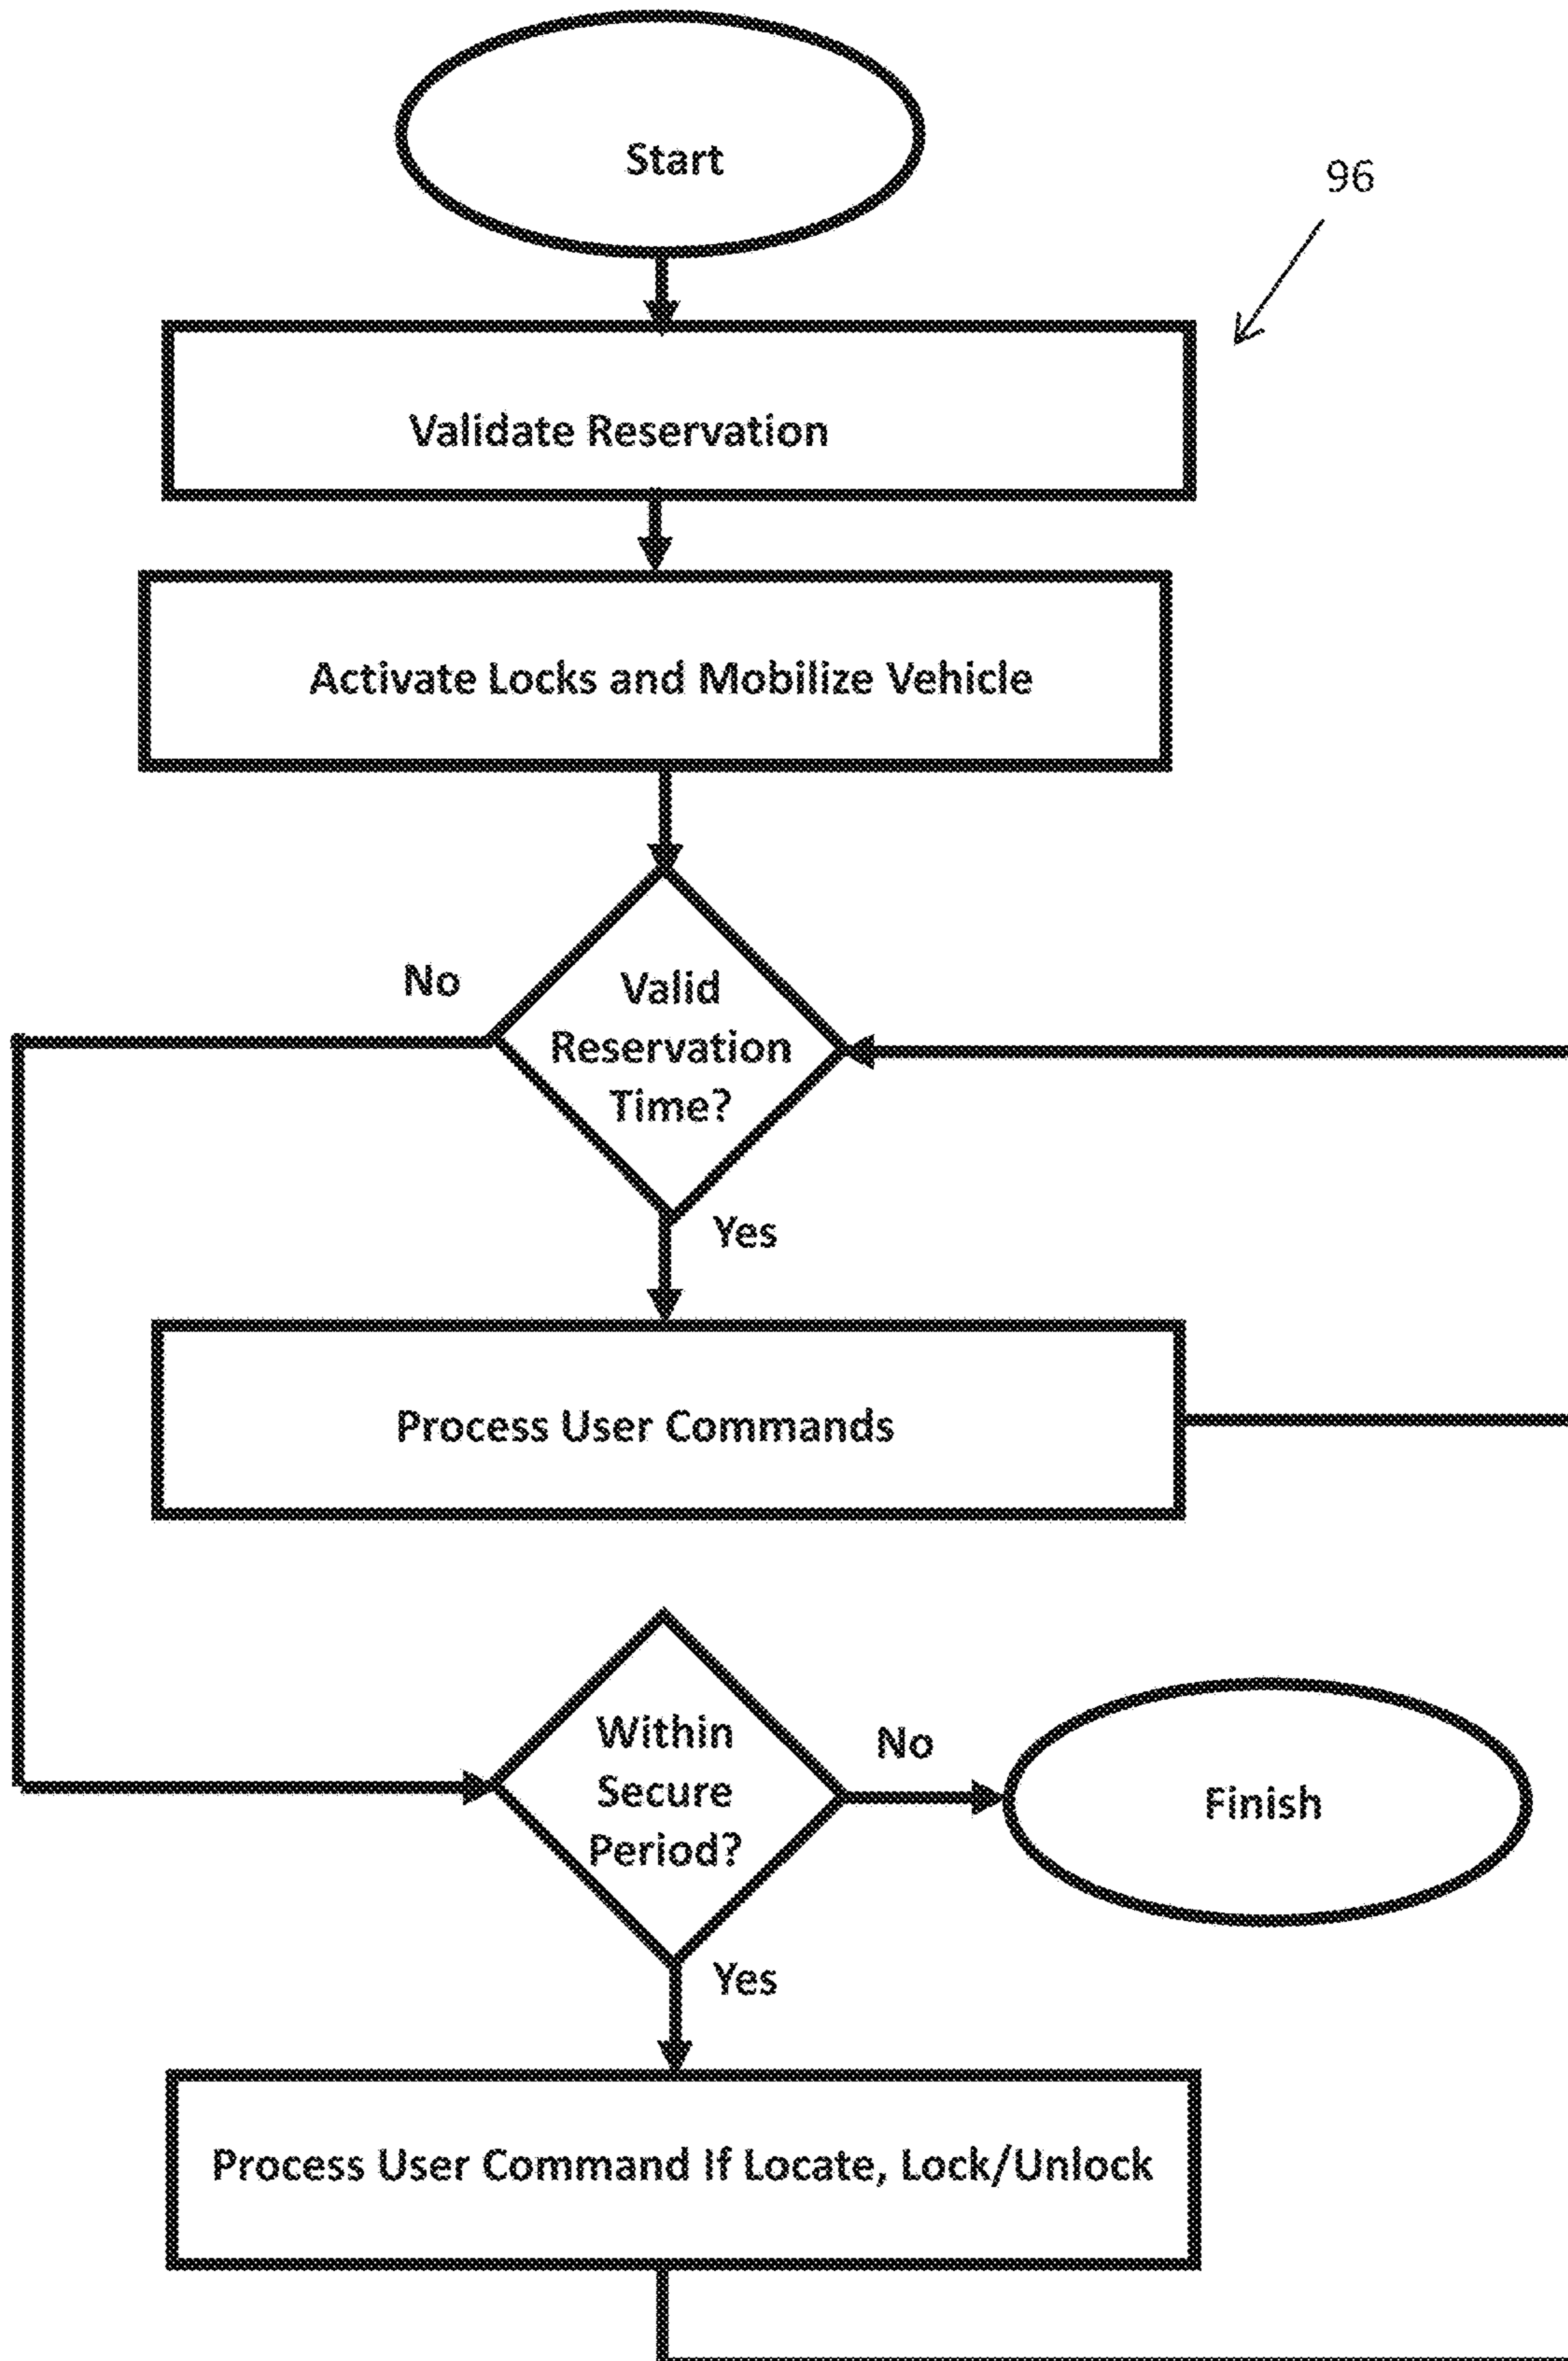 Start
96
Validate Reservation
Activate Locks and Mobilize Vehicle
No
Valid
Reservation
Time?
Yes
Process User Commands
Within
Secure
Period?
No
Finish
Yes
Process User Command If Locate, Lock/Unlock